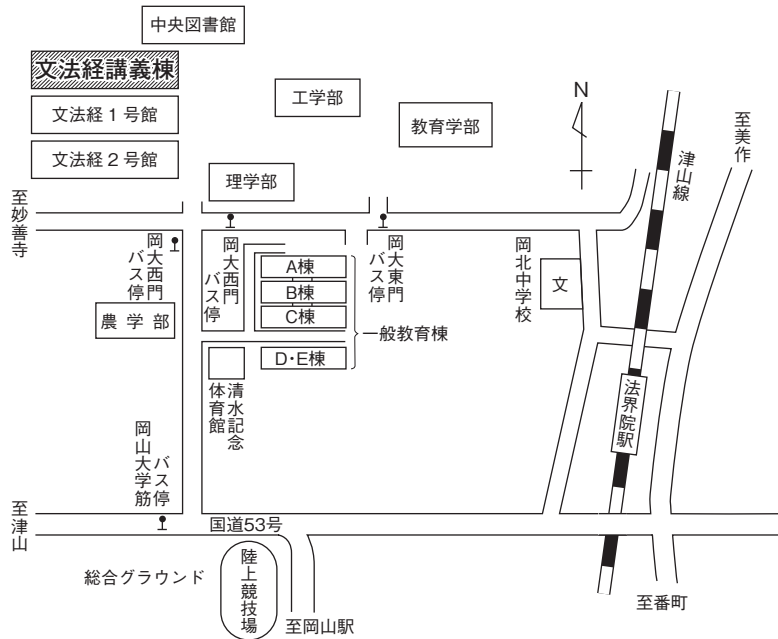 中央図書館
文法経講義棟
文法経1号館
文法経2号館
工学部
教育学部
理学部
N
至美作
津山線
至妙善寺
岡大西門
バス停
岡大西門
バス停
岡大東門
バス停
岡北中学校
文
A棟
B棟
C棟
D・E棟
一般教育棟
農学部
清水記念
体育館
法界院駅
岡山大学筋
バス停
至津山
国道53号
総合グラウンド
陸上競技場
至岡山駅
至番町